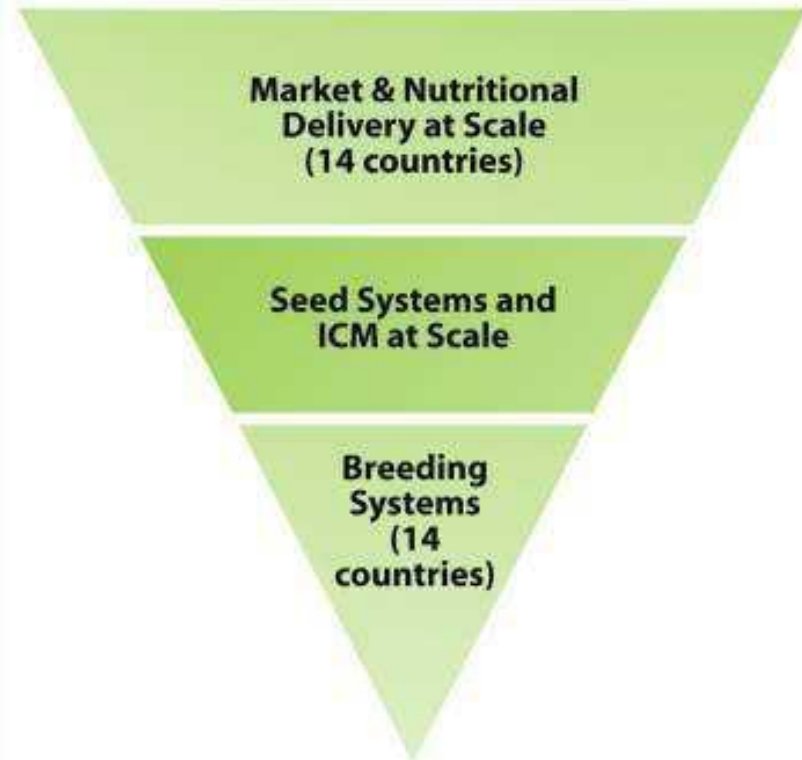 Market & Nutritional
Delivery at Scale
(14 countries)
Seed Systems and
ICM at Scale
Breeding
Systems
(14
countries)